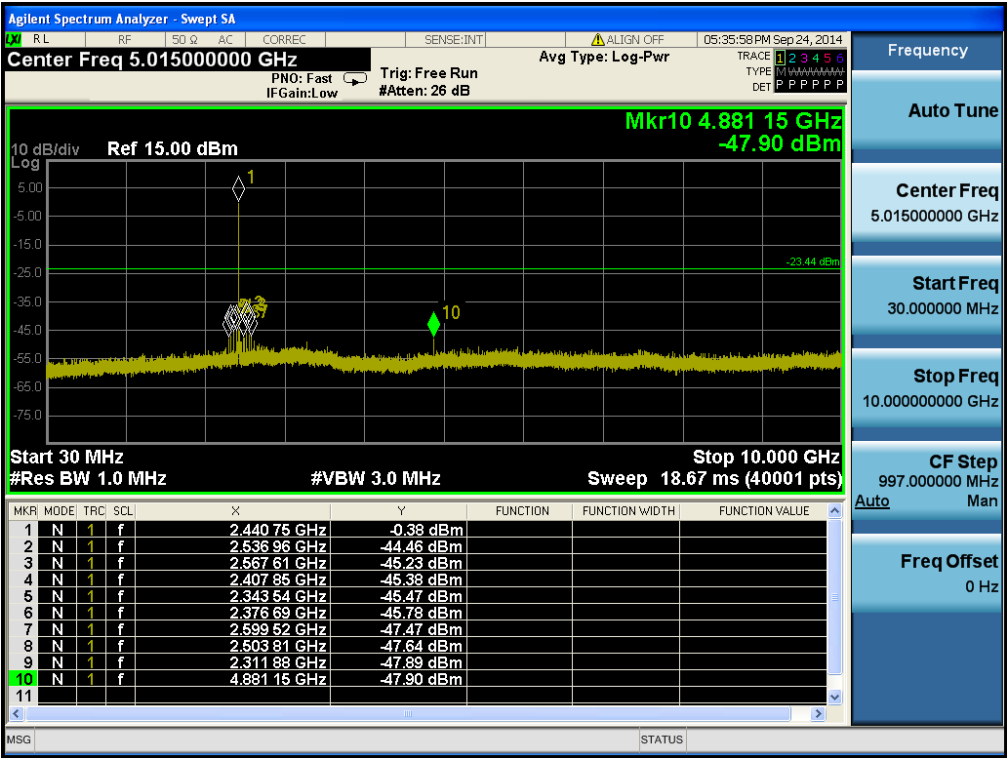 Agilent Spectrum Analyzer - Swept SA
LXI RL RF 50 Ω AC CORREC SENSE:INT ALIGN OFF 05:35:58 PM Sep 24, 2014
Center Freq 5.015000000 GHz
PNO: Fast
IFGain:Low
Trig: Free Run
#Atten: 26 dB
Avg Type: Log-Pwr
TRACE 1 2 3 4 5 6
TYPE M
DET P P P P P P
Mkr10 4.881 15 GHz
-47.90 dBm
10 dB/div Ref 15.00 dBm
Log
5.00
-5.00
-15.0
-25.0
-35.0
-45.0
-55.0
-65.0
-75.0
1
-23.44 dBm
10
Start 30 MHz
Stop 10.000 GHz
#Res BW 1.0 MHz
#VBW 3.0 MHz
Sweep 18.67 ms (40001 pts)
MKR MODE TRC SCL X Y FUNCTION FUNCTION WIDTH FUNCTION VALUE
1 N 1 f 2.440 75 GHz -0.38 dBm
2 N 1 f 2.536 96 GHz -44.46 dBm
3 N 1 f 2.567 61 GHz -45.23 dBm
4 N 1 f 2.407 85 GHz -45.38 dBm
5 N 1 f 2.343 54 GHz -45.47 dBm
6 N 1 f 2.376 69 GHz -45.78 dBm
7 N 1 f 2.599 52 GHz -47.47 dBm
8 N 1 f 2.503 81 GHz -47.64 dBm
9 N 1 f 2.311 88 GHz -47.89 dBm
10 N 1 f 4.881 15 GHz -47.90 dBm
11
MSG
STATUS
Frequency
Auto Tune
Center Freq
5.015000000 GHz
Start Freq
30.000000 MHz
Stop Freq
10.000000000 GHz
CF Step
997.000000 MHz
Auto Man
Freq Offset
0 Hz